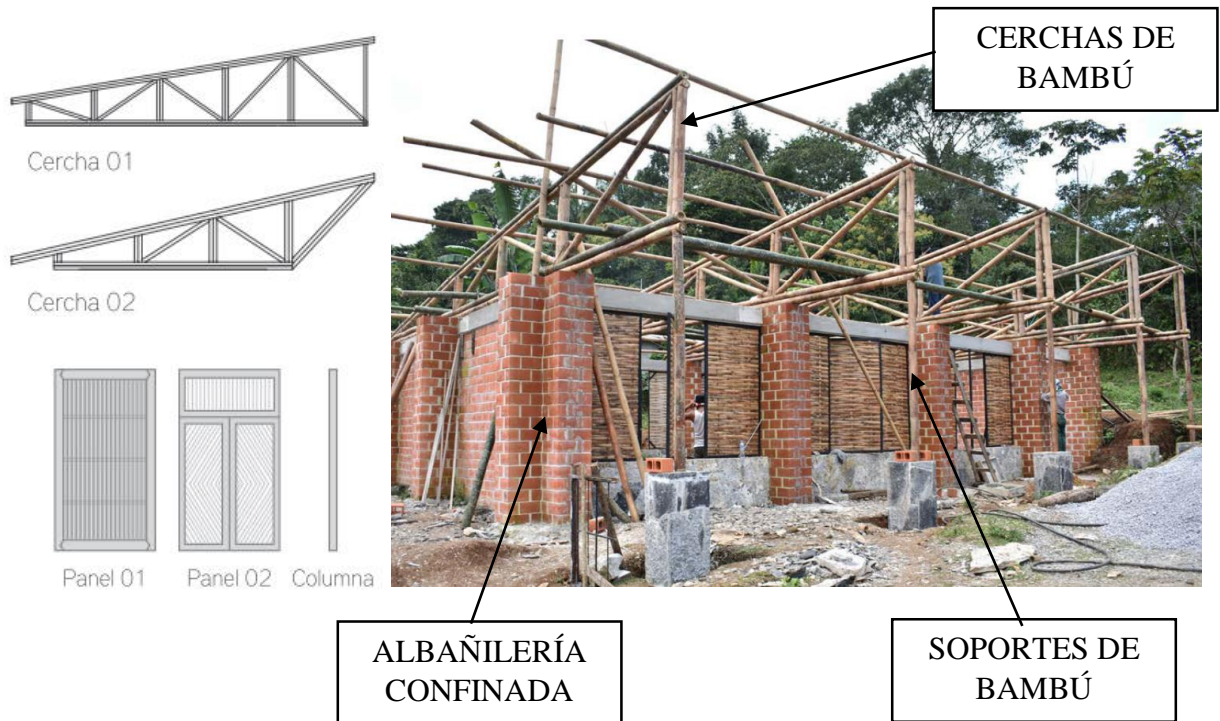 CERCHAS DE
BAMBÚ
Cercha 01
Cercha 02
Panel 01
Panel 02
Columna
ALBAÑILERÍA
CONFINADA
SOPORTES DE
BAMBÚ